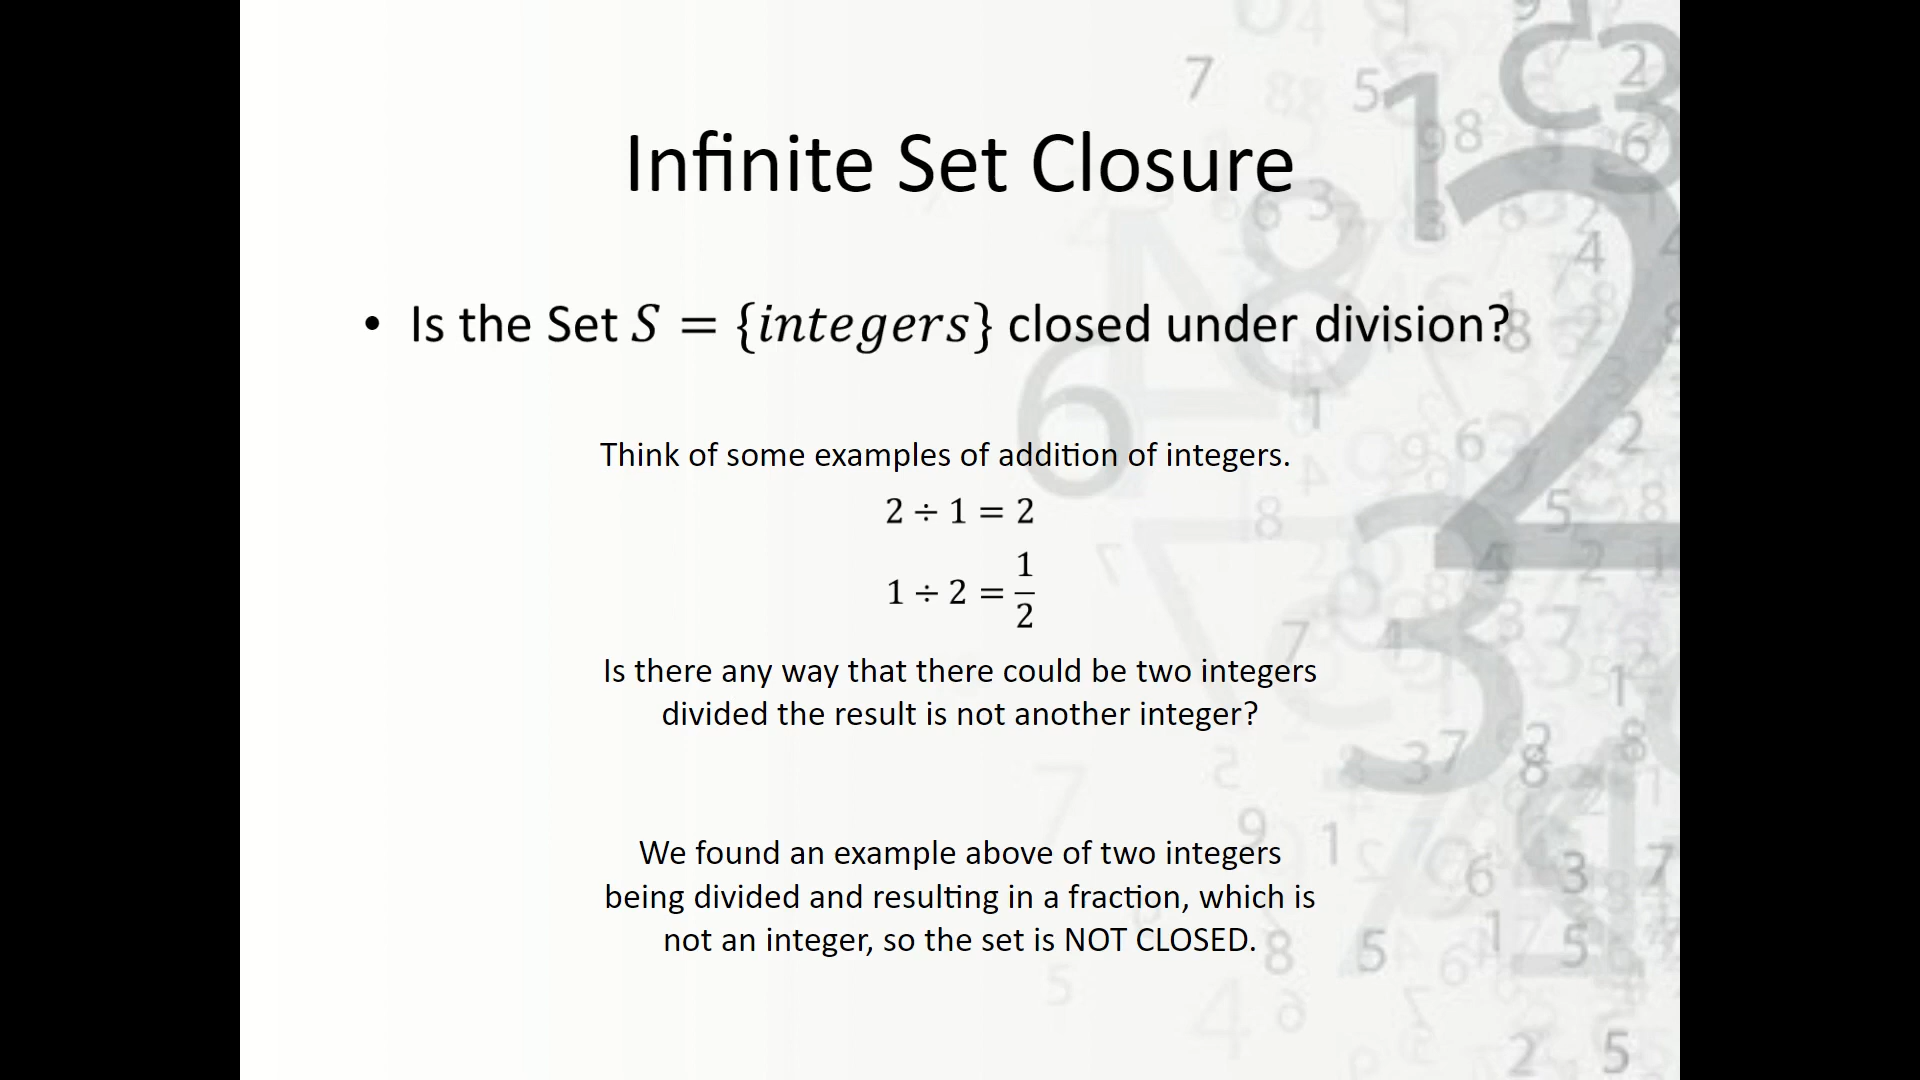 Infinite Set Closure
• Is the Set S = {integers} closed under division?
Think of some examples of addition of integers.
2 ÷ 1 = 2
1 ÷ 2 = 1/2
Is there any way that there could be two integers
divided the result is not another integer?
We found an example above of two integers
being divided and resulting in a fraction, which is
not an integer, so the set is NOT CLOSED.